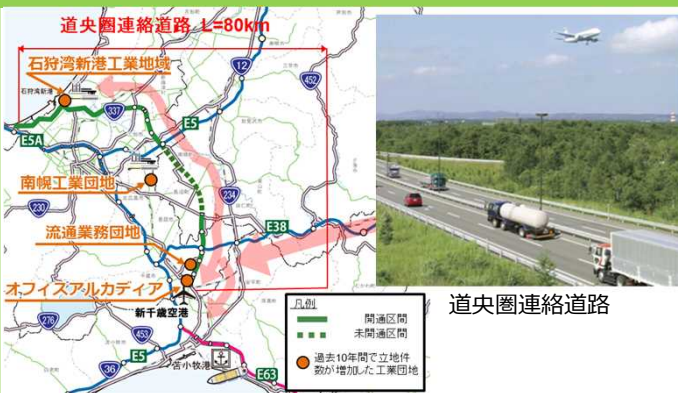 道央圏連絡道路 L=80km
石狩湾新港工業地域
石狩湾新港
12
452
337
E5
E5A
南幌工業団地
230
234
流通業務団地
E38
オフィスアルカディア
新千歳空港
276
453
E5
36
苫小牧港
E63
凡例
開通区間
未開通区間
過去10年間で立地件
数が増加した工業団地
道央圏連絡道路